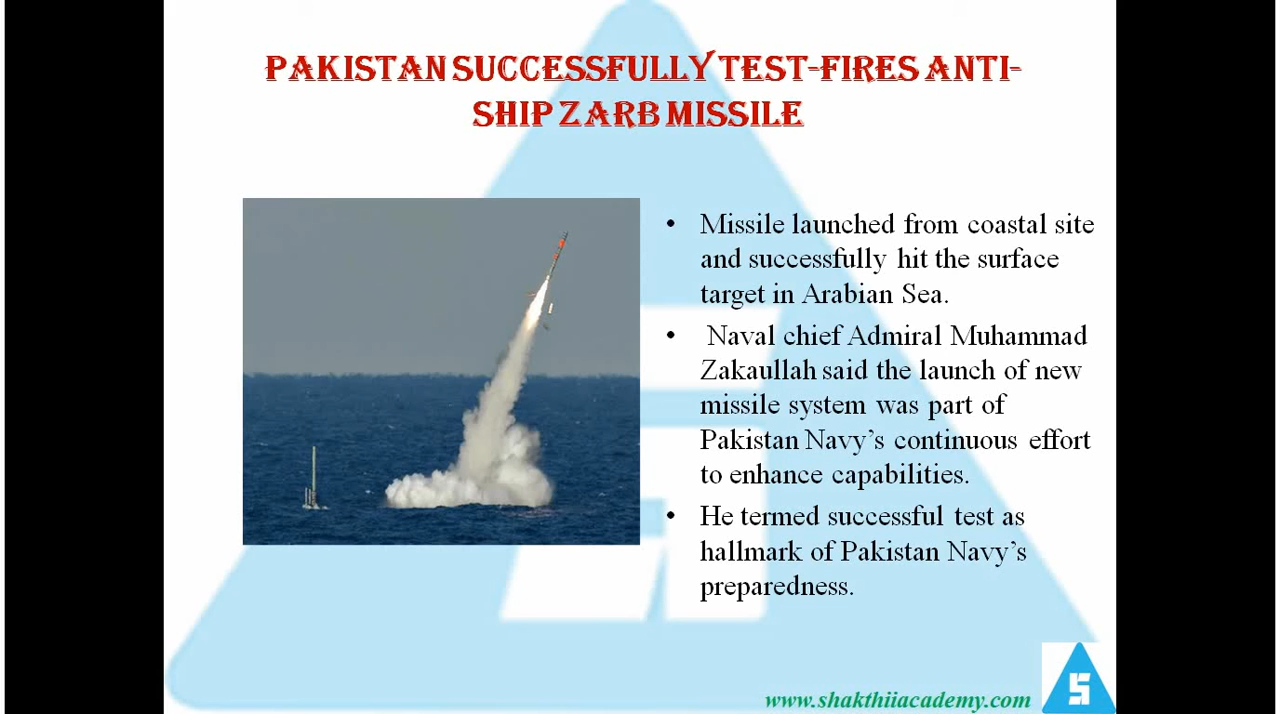 PAKISTAN SUCCESSFULLY TEST-FIRES ANTI-
SHIP ZARB MISSILE
• Missile launched from coastal site
and successfully hit the surface
target in Arabian Sea.
• Naval chief Admiral Muhammad
Zakaullah said the launch of new
missile system was part of
Pakistan Navy’s continuous effort
to enhance capabilities.
• He termed successful test as
hallmark of Pakistan Navy’s
preparedness.
www.shakthiiacademy.com
S